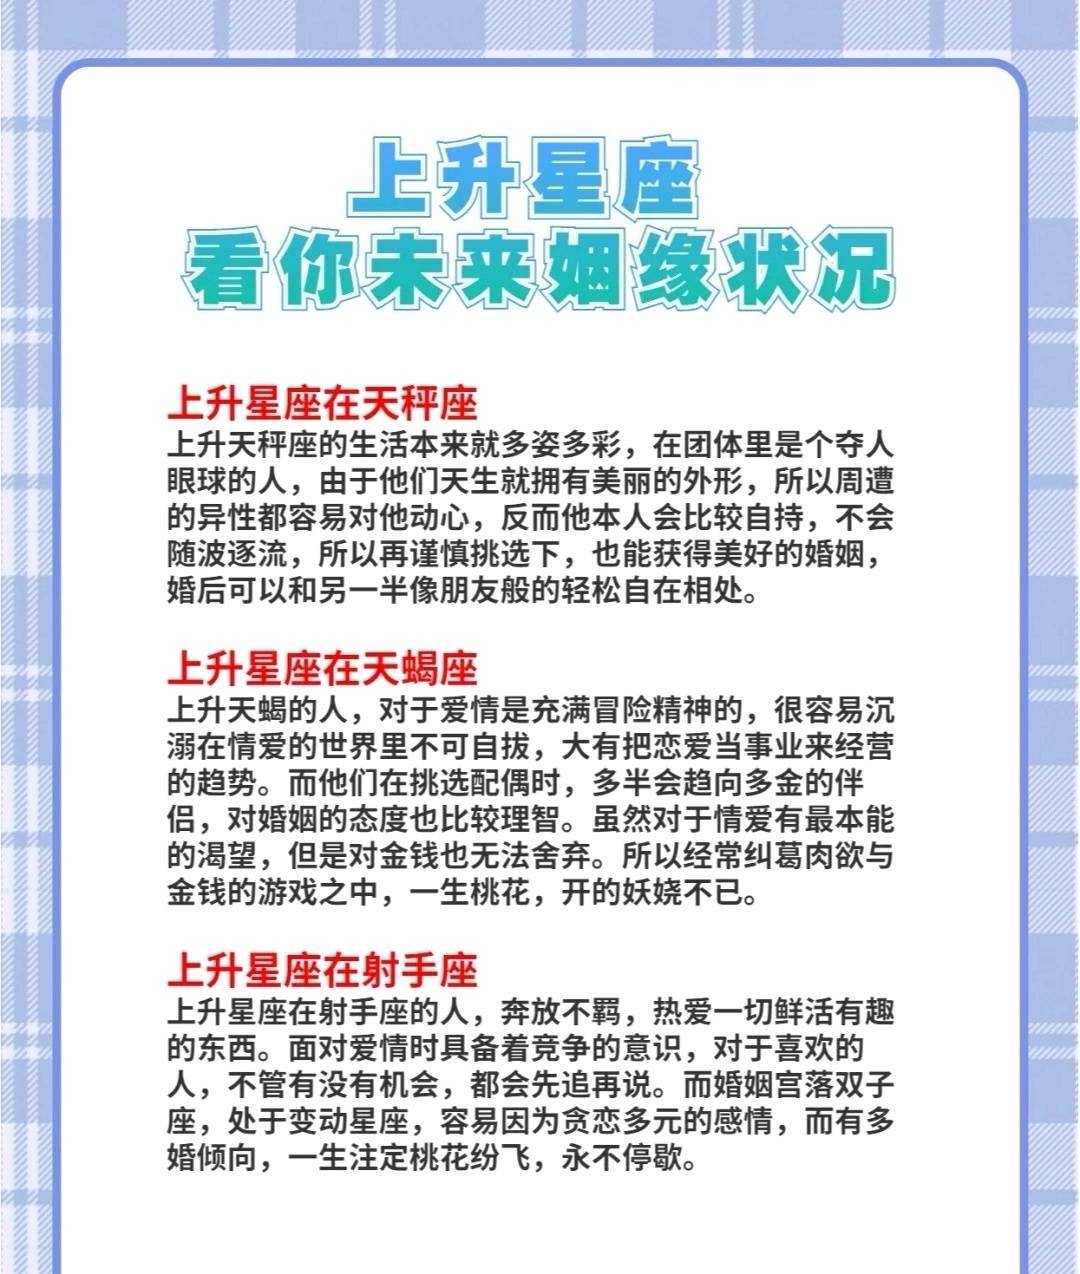 上升星座
看你未来姻缘状况
上升星座在天秤座
上升天秤座的生活本来就多姿多彩，在团体里是个夺人
眼球的人，由于他们天生就拥有美丽的外形，所以周遭
的异性都容易对他动心，反而他本人会比较自持，不会
随波逐流，所以再谨慎挑选下，也能获得美好的婚姻，
婚后可以和另一半像朋友般的轻松自在相处。
上升星座在天蝎座
上升天蝎的人，对于爱情是充满冒险精神的，很容易沉
溺在情爱的世界里不可自拔，大有把恋爱当事业来经营
的趋势。而他们在挑选配偶时，多半会趋向多金的伴
侣，对婚姻的态度也比较理智。虽然对于情爱有最本能
的渴望，但是对金钱也无法舍弃。所以经常纠葛肉欲与
金钱的游戏之中，一生桃花，开的妖娆不已。
上升星座在射手座
上升星座在射手座的人，奔放不羁，热爱一切鲜活有趣
的东西。面对爱情时具备着竞争的意识，对于喜欢的
人，不管有没有机会，都会先追再说。而婚姻宫落双子
座，处于变动星座，容易因为贪恋多元的感情，而有多
婚倾向，一生注定桃花纷飞，永不停歇。